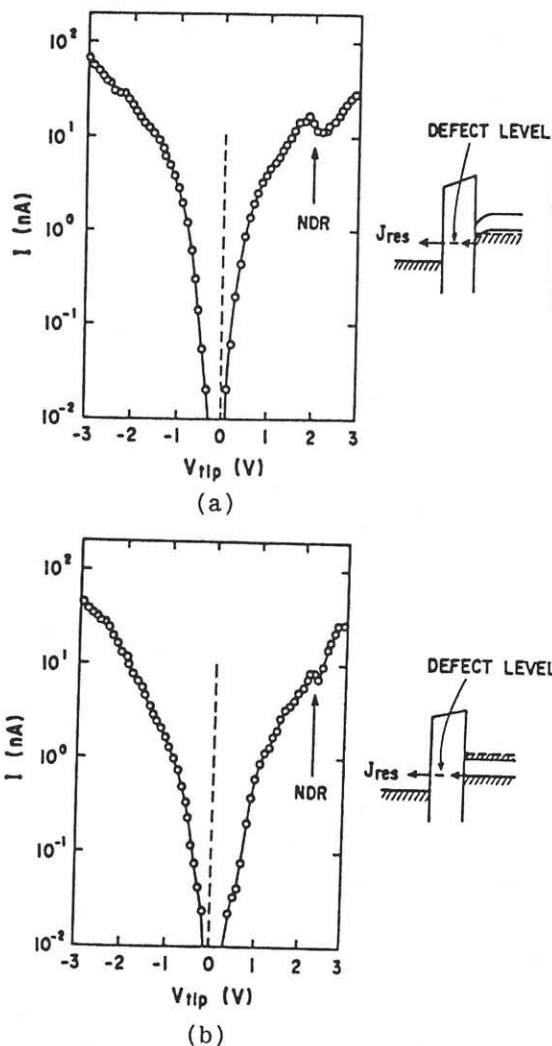 10²
10¹
10⁰
10⁻¹
10⁻²
I (nA)
-3 -2 -1 0 1 2 3
V_tip (V)
NDR
DEFECT LEVEL
J_res
(a)
10²
10¹
10⁰
10⁻¹
10⁻²
I (nA)
-3 -2 -1 0 1 2 3
V_tip (V)
NDR
DEFECT LEVEL
J_res
(b)